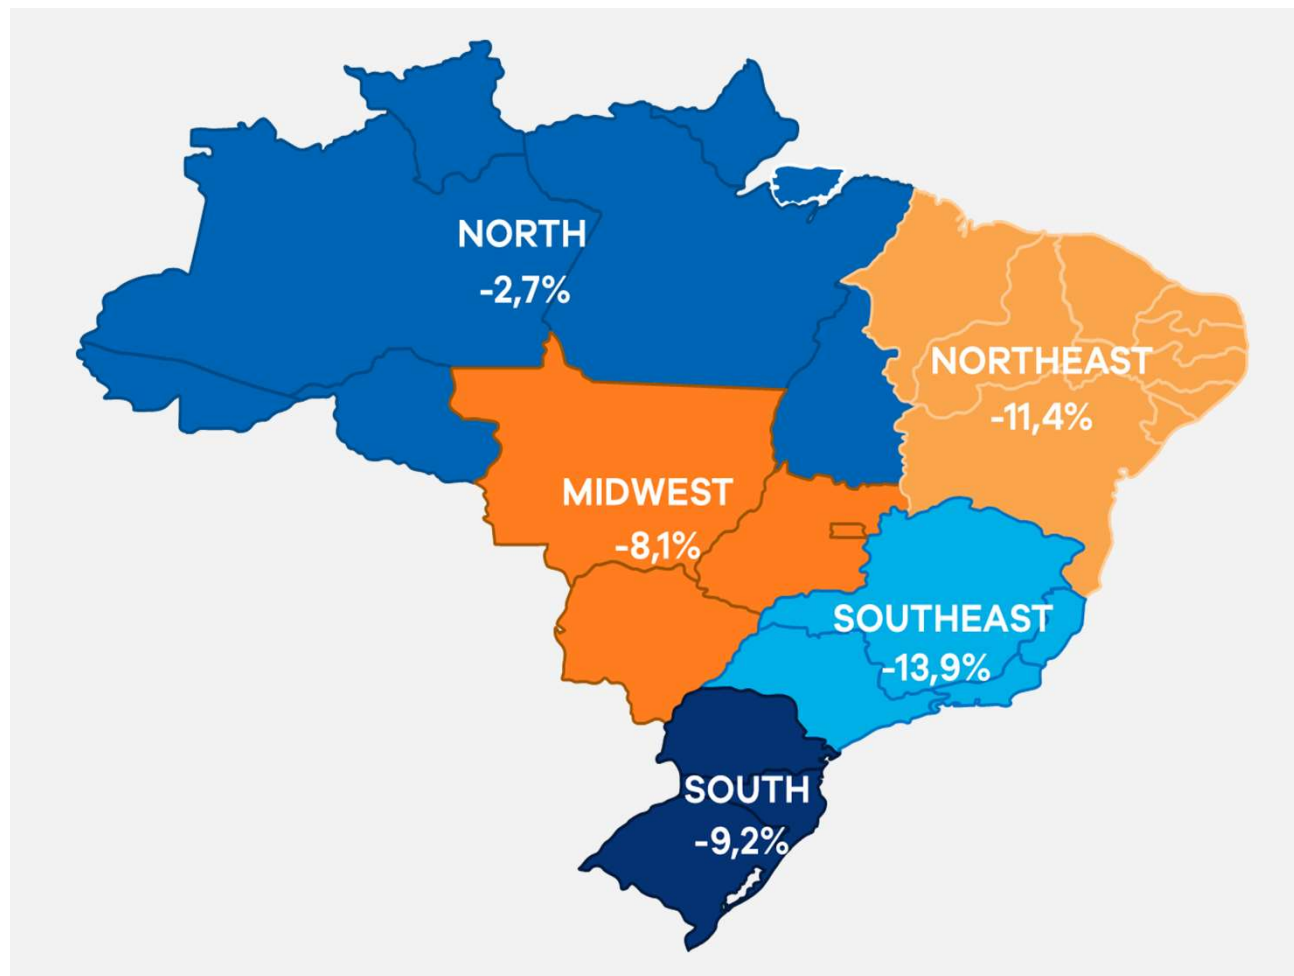 NORTH
-2,7%
NORTHEAST
-11,4%
MIDWEST
-8,1%
SOUTHEAST
-13,9%
SOUTH
-9,2%